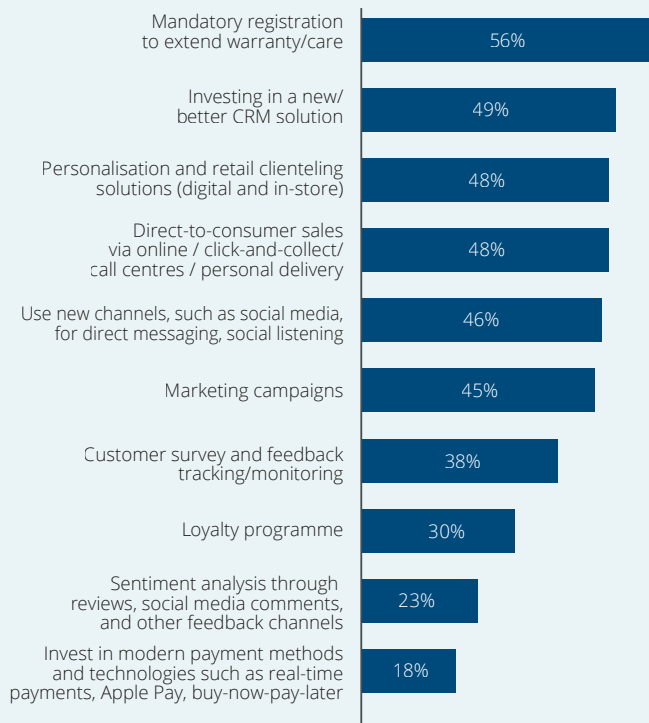 Mandatory registration
to extend warranty/care
56%
Investing in a new/
better CRM solution
49%
Personalisation and retail clienteling
solutions (digital and in-store)
48%
Direct-to-consumer sales
via online / click-and-collect/
call centres / personal delivery
48%
Use new channels, such as social media,
for direct messaging, social listening
46%
Marketing campaigns
45%
Customer survey and feedback
tracking/monitoring
38%
Loyalty programme
30%
Sentiment analysis through
reviews, social media comments,
and other feedback channels
23%
Invest in modern payment methods
and technologies such as real-time
payments, Apple Pay, buy-now-pay-later
18%